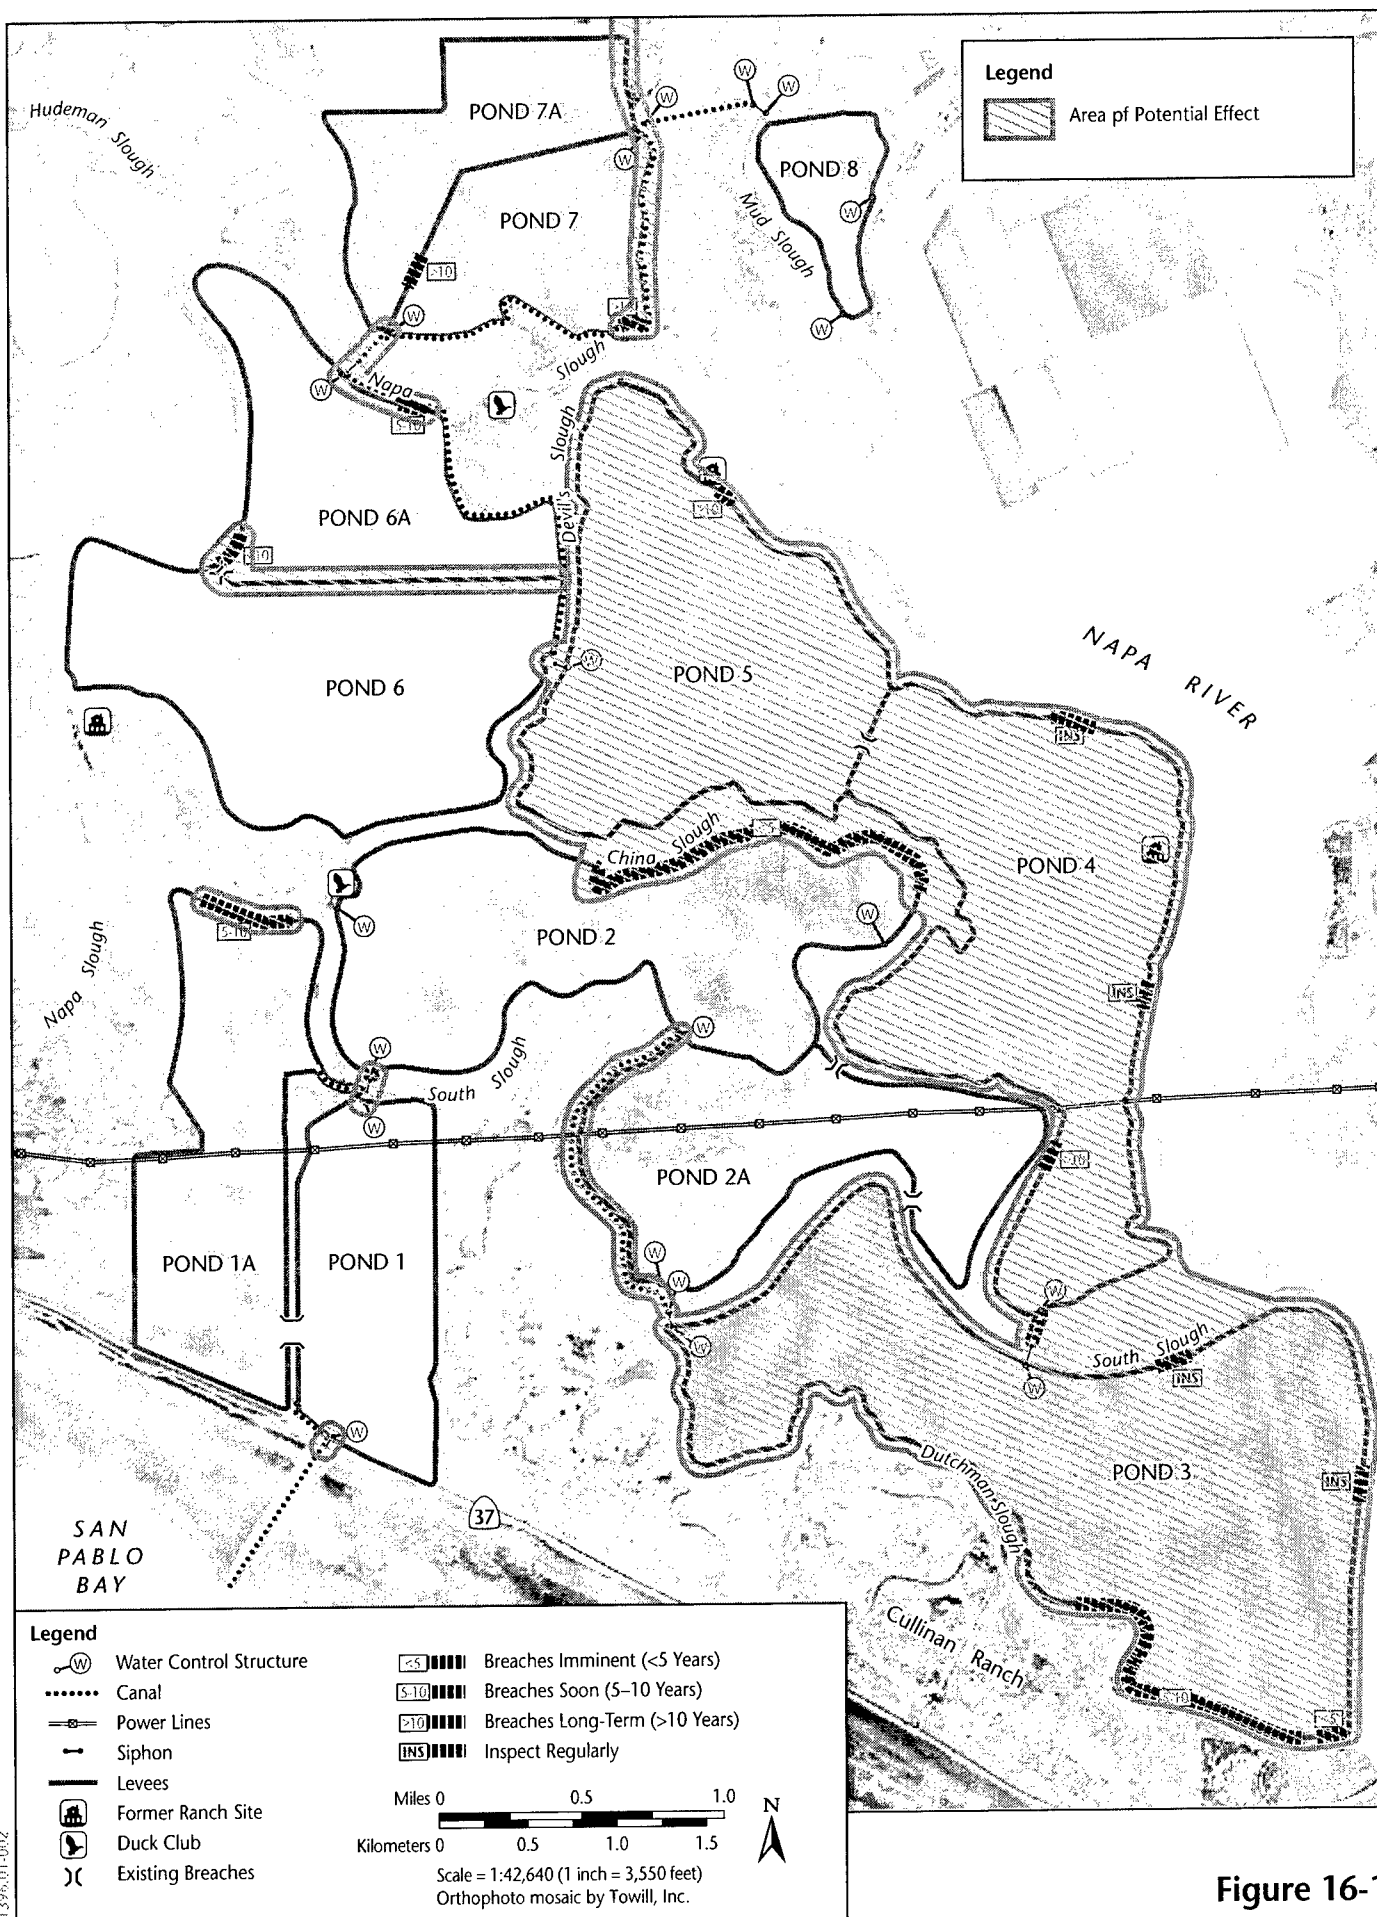 Legend
Area pf Potential Effect
Hudeman Slough
POND 7A
POND 8
POND 7
Mud Slough
>10
Slough
Napa
5-10
Devil's Slough
>10
POND 6A
>10
NAPA RIVER
POND 5
POND 6
INS
China Slough
<5
POND 4
5-10
POND 2
Napa Slough
INS
South Slough
>10
POND 2A
POND 1A
POND 1
South Slough
INS
Dutchman Slough
POND 3
INS
37
SAN
PABLO
BAY
Cullinan Ranch
5-10
<5
Legend
W Water Control Structure
Canal
Power Lines
Siphon
Levees
Former Ranch Site
Duck Club
Existing Breaches
<5 Breaches Imminent (<5 Years)
5-10 Breaches Soon (5–10 Years)
>10 Breaches Long-Term (>10 Years)
INS Inspect Regularly
Miles 0 0.5 1.0
Kilometers 0 0.5 1.0 1.5
N
Scale = 1:42,640 (1 inch = 3,550 feet)
Orthophoto mosaic by Towill, Inc.
Figure 16-1